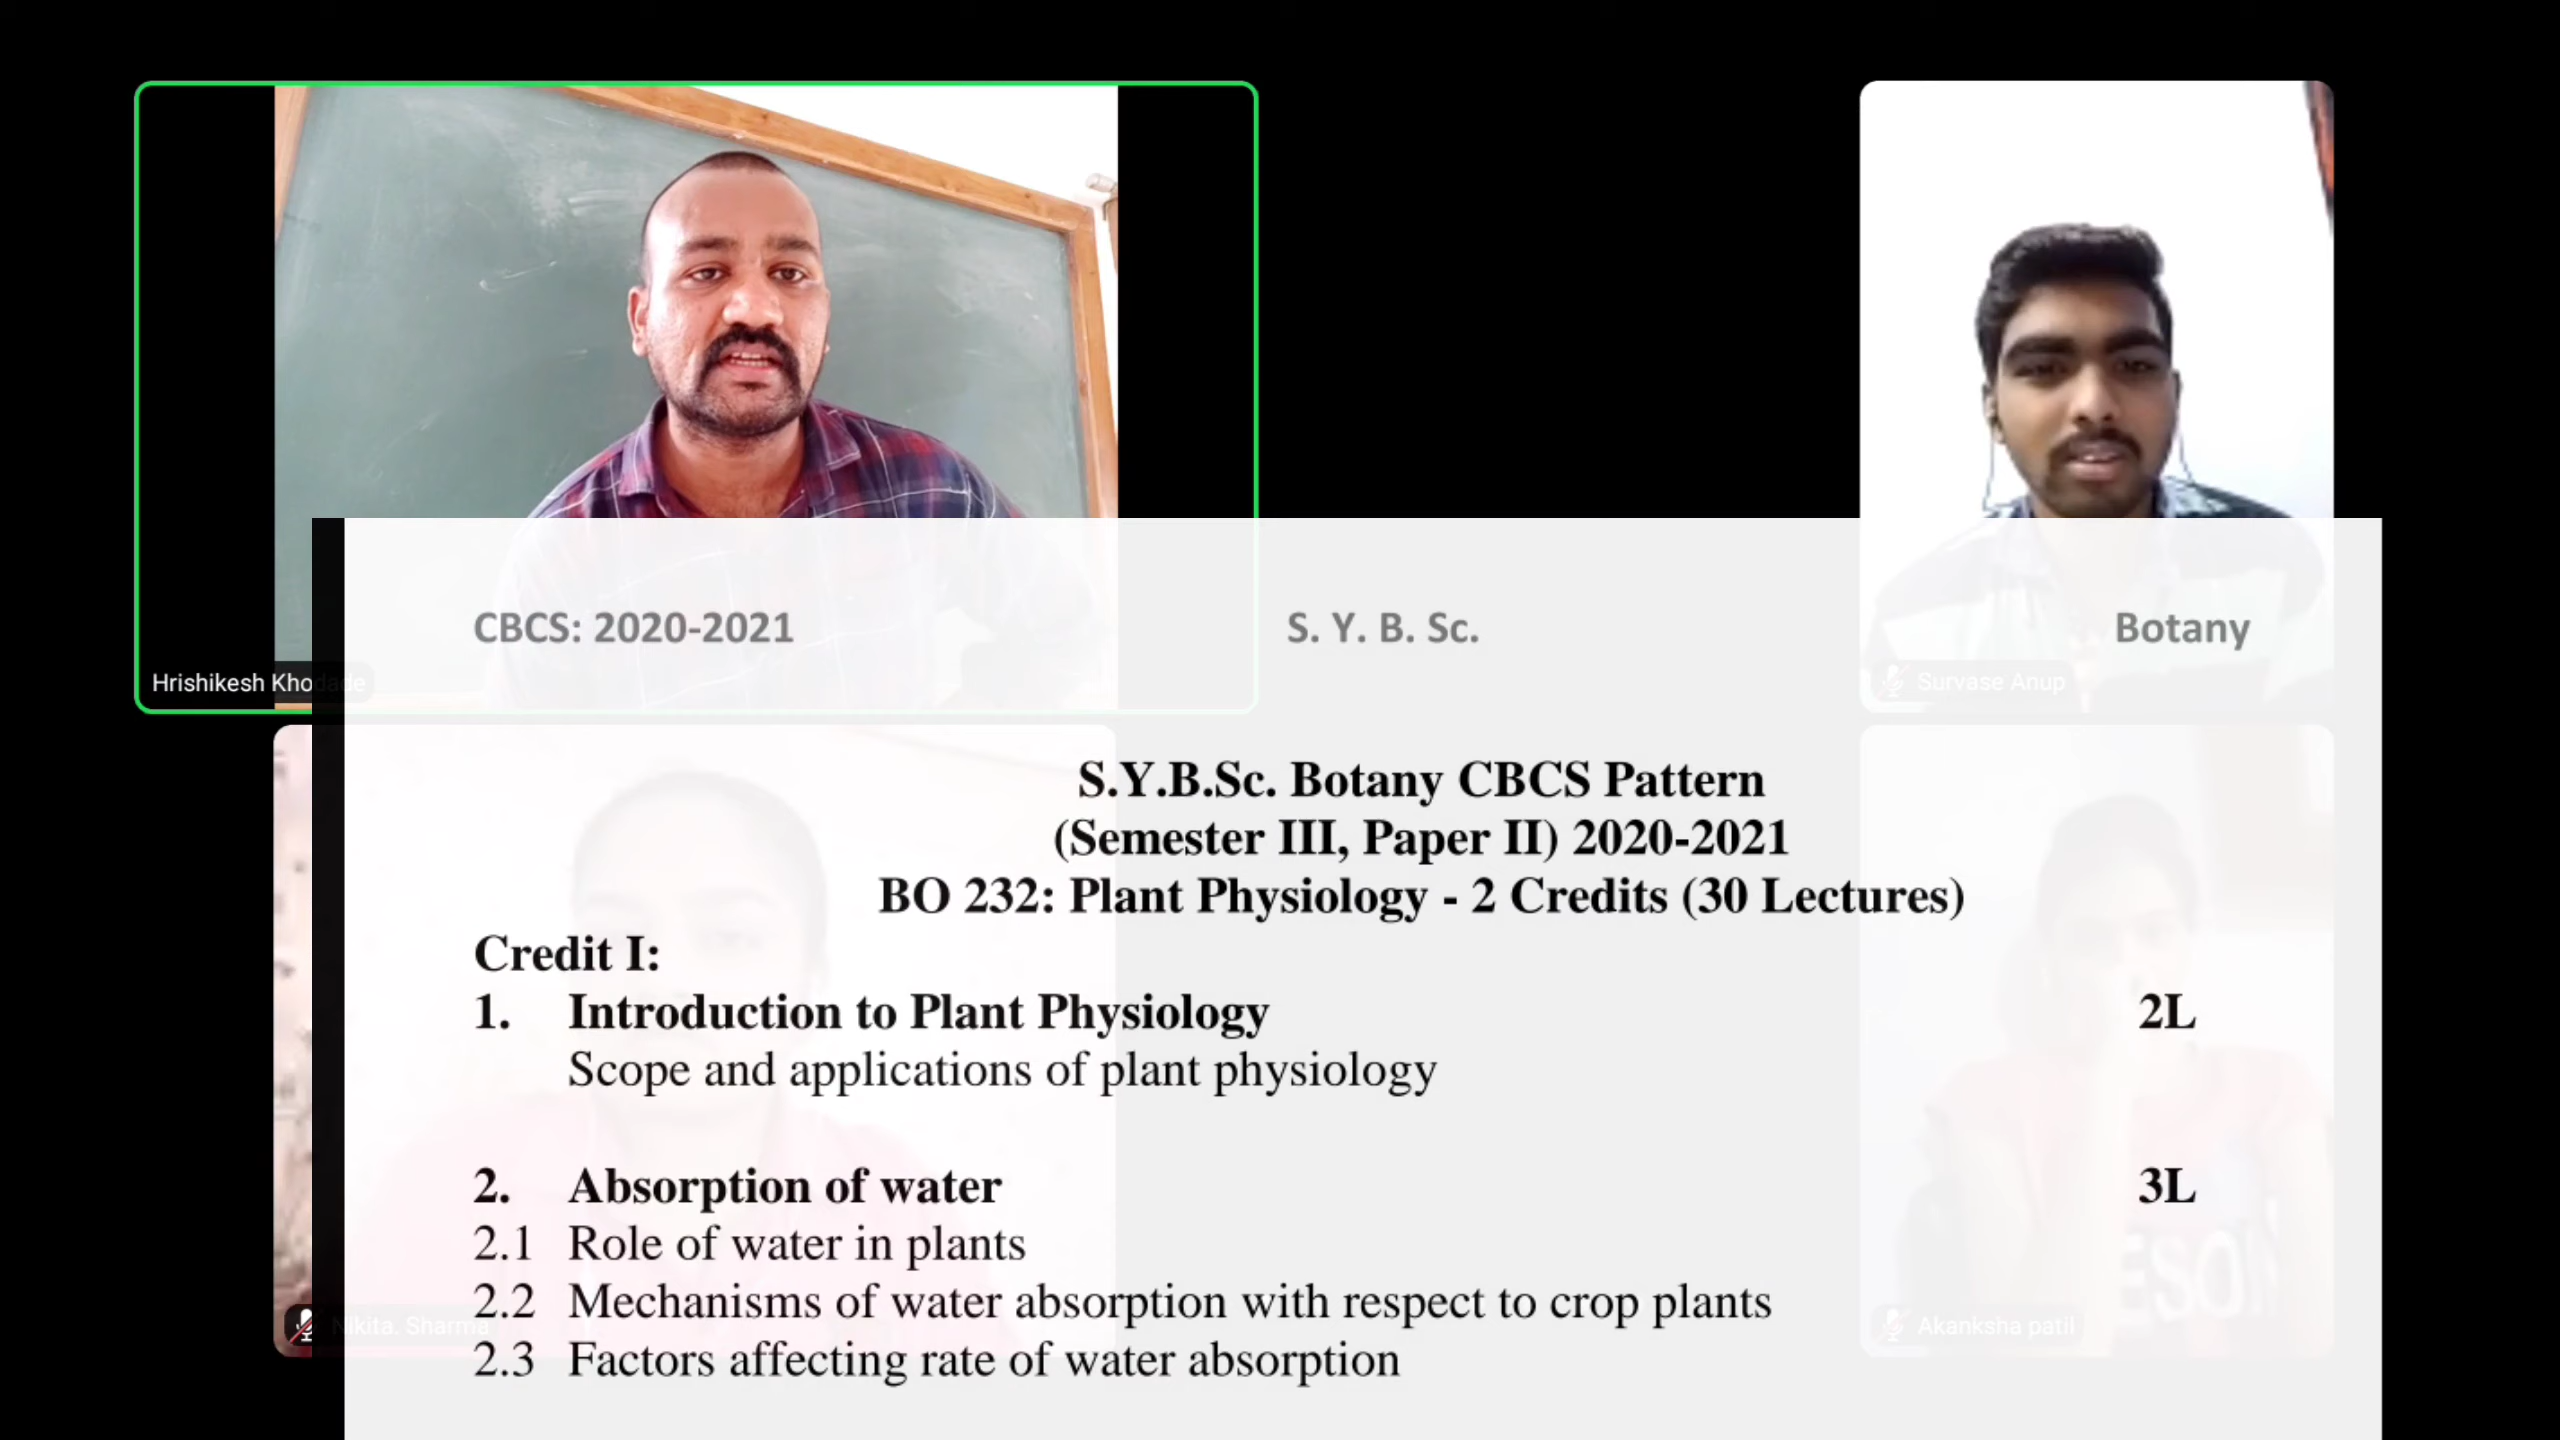 Hrishikesh Khodade
CBCS: 2020-2021 S. Y. B. Sc. Botany
Survase Anup
S.Y.B.Sc. Botany CBCS Pattern
(Semester III, Paper II) 2020-2021
BO 232: Plant Physiology - 2 Credits (30 Lectures)
Credit I:
1. Introduction to Plant Physiology 2L
Scope and applications of plant physiology
2. Absorption of water 3L
2.1 Role of water in plants
2.2 Mechanisms of water absorption with respect to crop plants
Nikita. Sharma
Akanksha patil
2.3 Factors affecting rate of water absorption